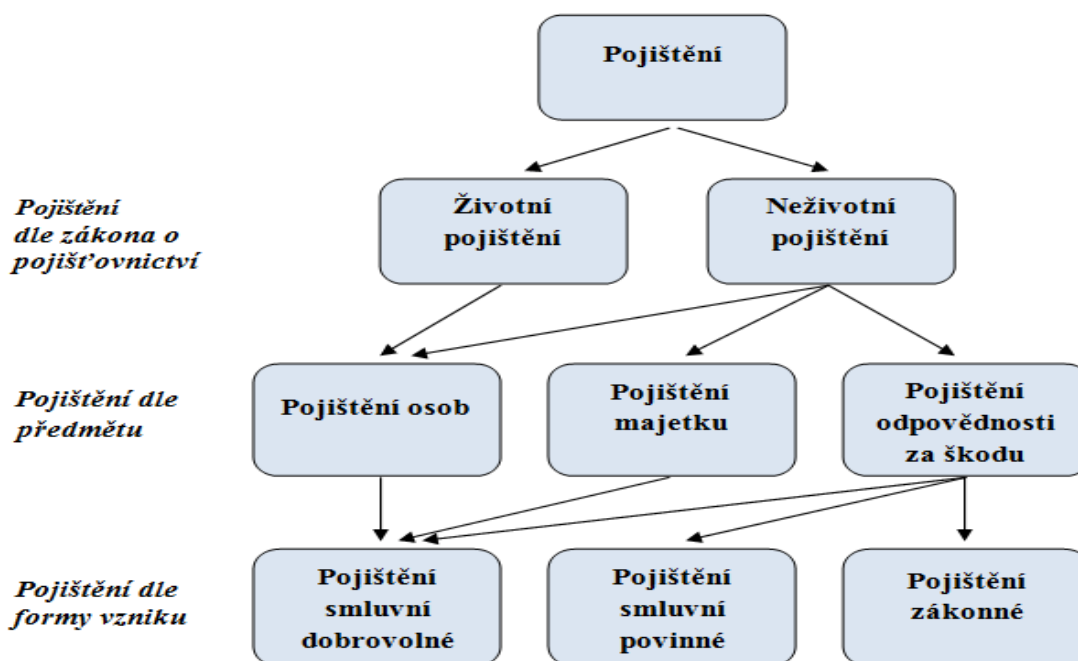 Pojištění
Pojištění
dle zákona o
pojišťovnictví
Životní
pojištění
Neživotní
pojištění
Pojištění dle
předmětu
Pojištění osob
Pojištění
majetku
Pojištění
odpovědnosti
za škodu
Pojištění dle
formy vzniku
Pojištění
smluvní
dobrovolné
Pojištění
smluvní
povinné
Pojištění
zákonné